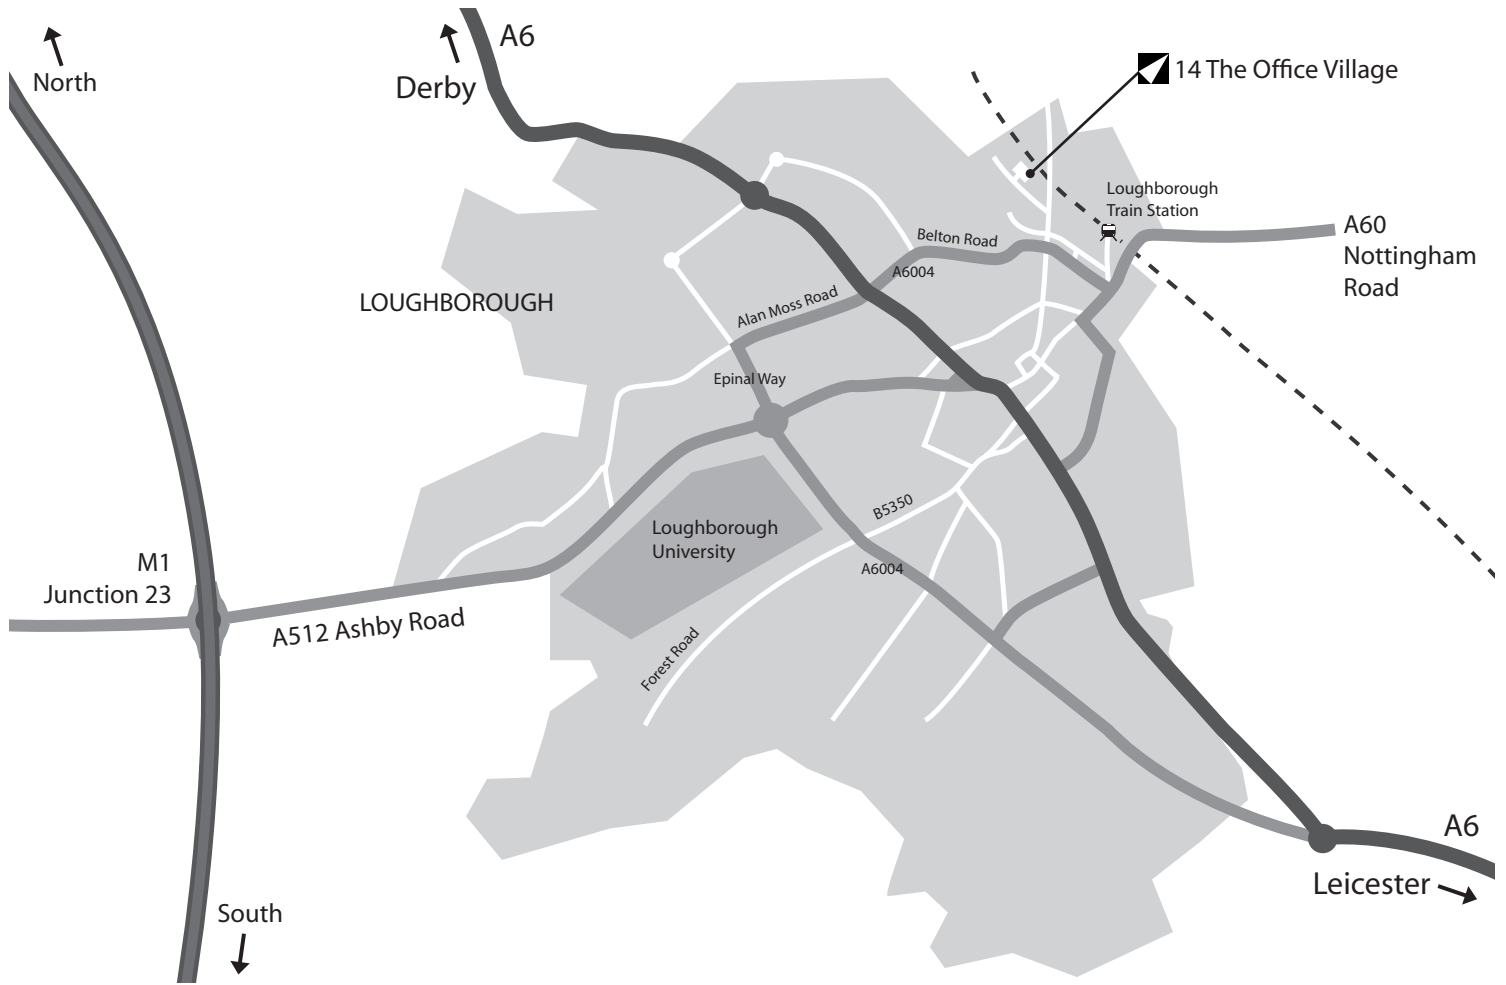 A6
North
Derby
14 The Office Village
Loughborough
Train Station
A60
Nottingham
Road
Belton Road
A6004
LOUGHBOROUGH
Alan Moss Road
Epinal Way
B5350
Loughborough
University
M1
Junction 23
A6004
A512 Ashby Road
Forest Road
A6
Leicester
South